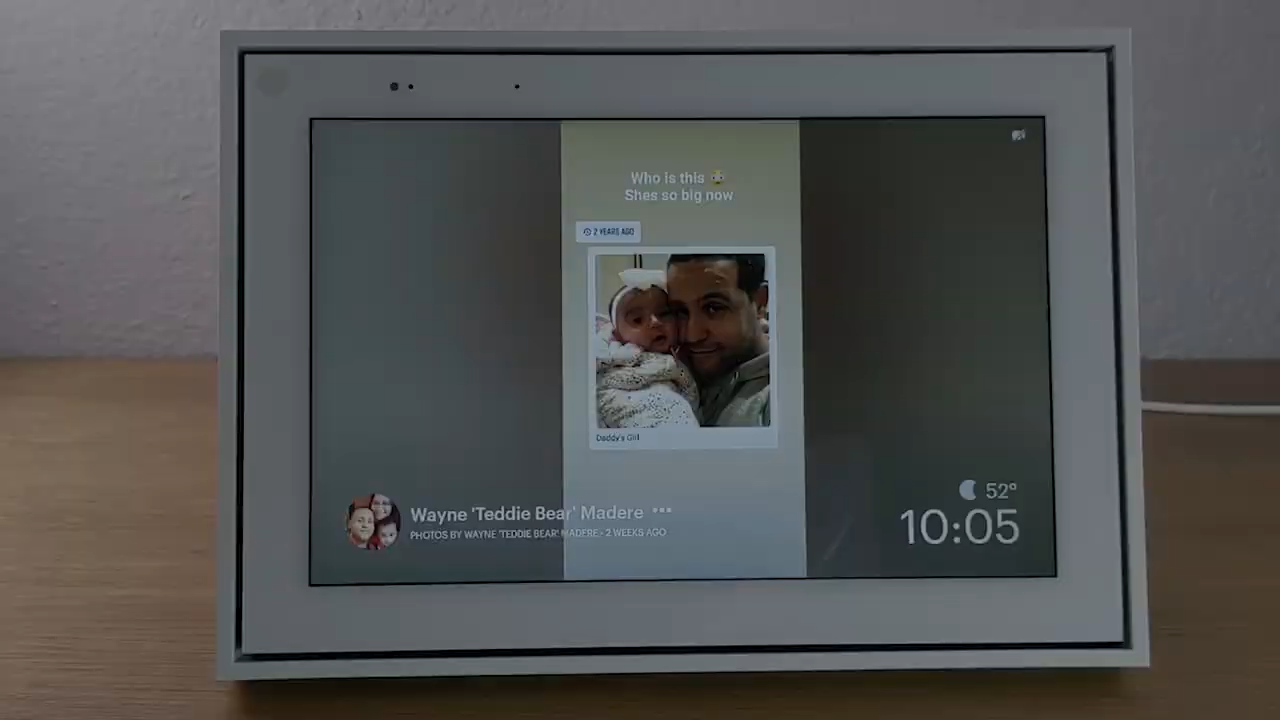 Who is this 😳
Shes so big now
2 YEARS AGO
Daddy's Girl
Wayne 'Teddie Bear' Madere •••
PHOTOS BY WAYNE 'TEDDIE BEAR' MADERE • 2 WEEKS AGO
52°
10:05